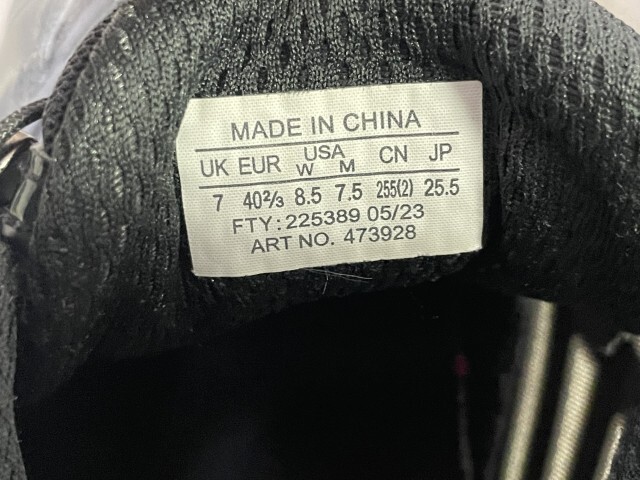 MADE IN CHINA
UK EUR USA W M CN JP
7 40⅔ 8.5 7.5 255(2) 25.5
FTY: 225389 05/23
ART NO. 473928